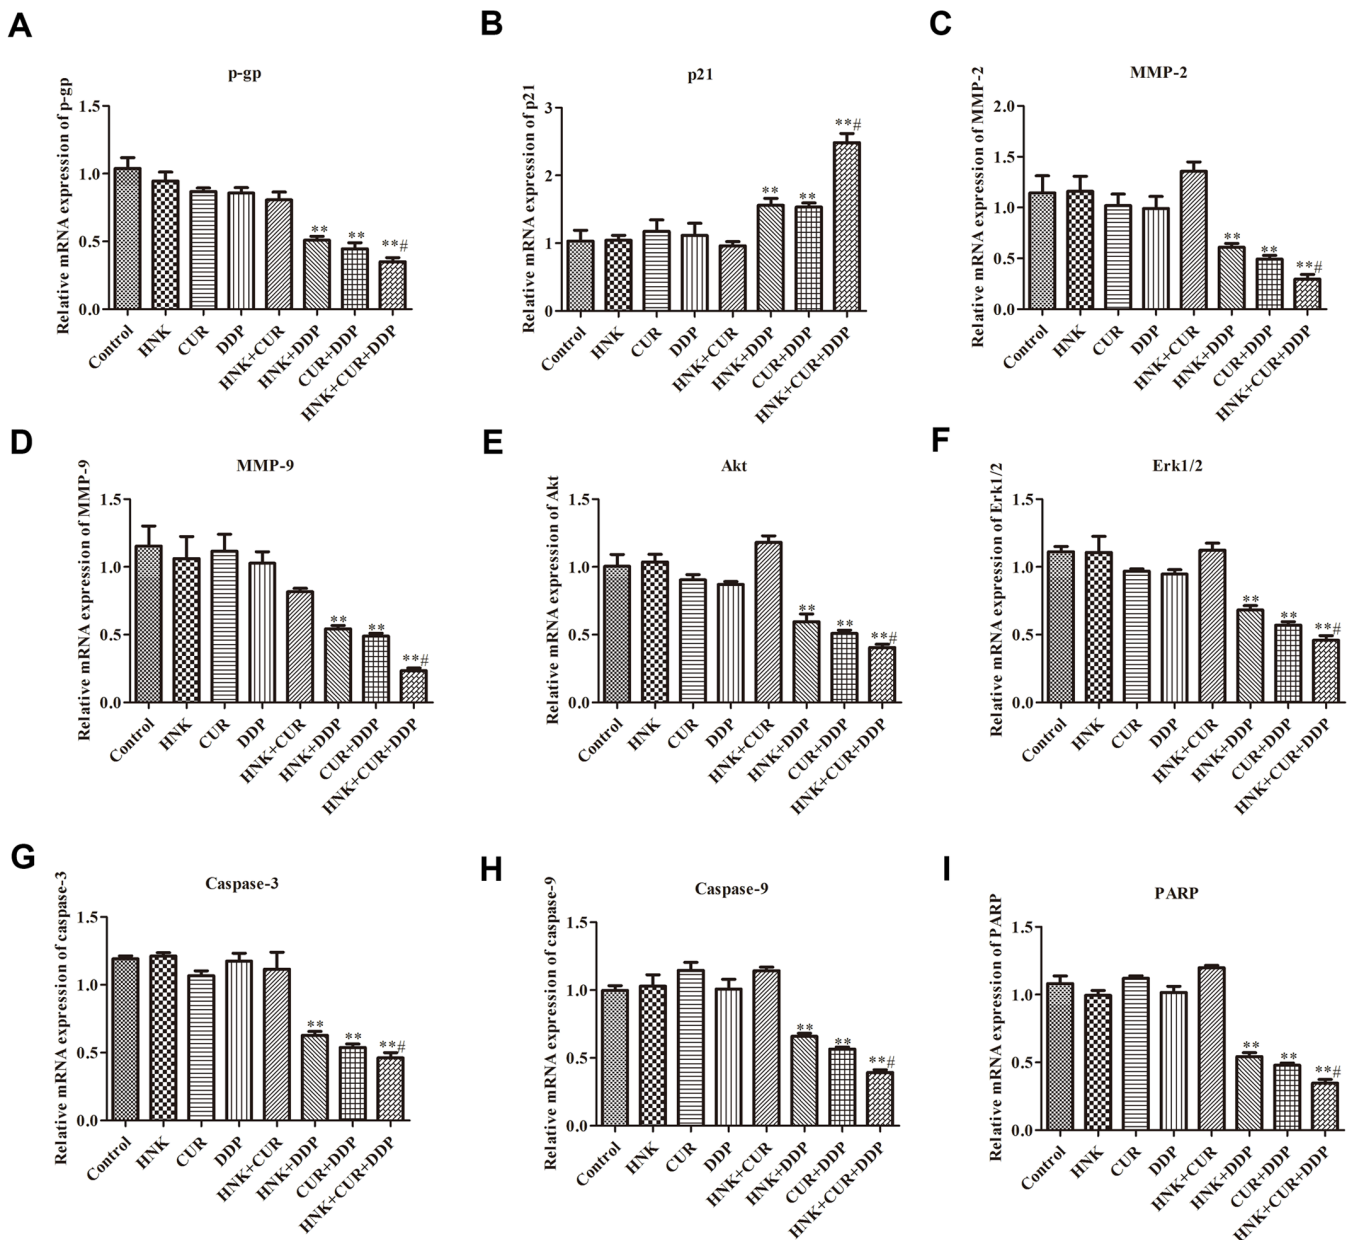 A
p-gp
Relative mRNA expression of p-gp
1.5
1.0
0.5
0.0
**
**
**#
Control
HNK
CUR
DDP
HNK+CUR
HNK+DDP
CUR+DDP
HNK+CUR+DDP
B
p21
Relative mRNA expression of p21
3
2
1
0
**
**
**#
Control
HNK
CUR
DDP
HNK+CUR
HNK+DDP
CUR+DDP
HNK+CUR+DDP
C
MMP-2
Relative mRNA expression of MMP-2
2.0
1.5
1.0
0.5
0.0
**
**
**#
Control
HNK
CUR
DDP
HNK+CUR
HNK+DDP
CUR+DDP
HNK+CUR+DDP
D
MMP-9
Relative mRNA expression of MMP-9
1.5
1.0
0.5
0.0
**
**
**#
Control
HNK
CUR
DDP
HNK+CUR
HNK+DDP
CUR+DDP
HNK+CUR+DDP
E
Akt
Relative mRNA expression of Akt
1.5
1.0
0.5
0.0
**
**
**#
Control
HNK
CUR
DDP
HNK+CUR
HNK+DDP
CUR+DDP
HNK+CUR+DDP
F
Erk1/2
Relative mRNA expression of Erk1/2
1.5
1.0
0.5
0.0
**
**
**#
Control
HNK
CUR
DDP
HNK+CUR
HNK+DDP
CUR+DDP
HNK+CUR+DDP
G
Caspase-3
Relative mRNA expression of caspase-3
1.5
1.0
0.5
0.0
**
**
**#
Control
HNK
CUR
DDP
HNK+CUR
HNK+DDP
CUR+DDP
HNK+CUR+DDP
H
Caspase-9
Relative mRNA expression of caspase-9
1.5
1.0
0.5
0.0
**
**
**#
Control
HNK
CUR
DDP
HNK+CUR
HNK+DDP
CUR+DDP
HNK+CUR+DDP
I
PARP
Relative mRNA expression of PARP
1.5
1.0
0.5
0.0
**
**
**#
Control
HNK
CUR
DDP
HNK+CUR
HNK+DDP
CUR+DDP
HNK+CUR+DDP